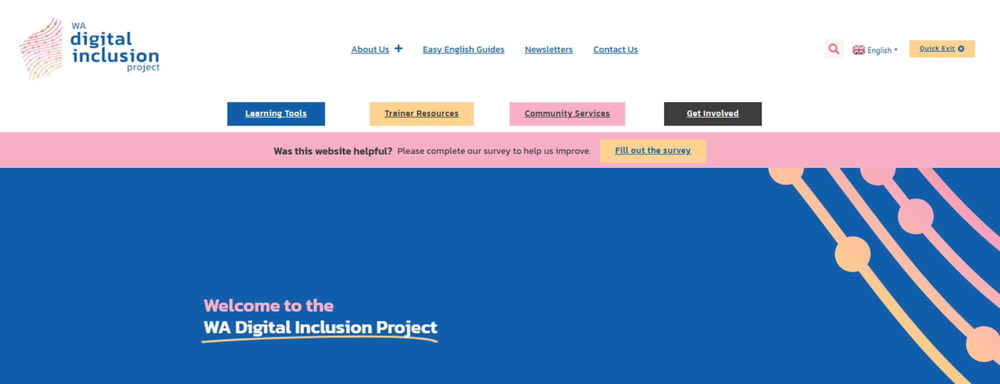 WA
digital
inclusion
project
About Us
Easy English Guides
Newsletters
Contact Us
English
Quick Exit
Learning Tools
Trainer Resources
Community Services
Get Involved
Was this website helpful? Please complete our survey to help us improve.
Fill out the survey
Welcome to the
WA Digital Inclusion Project